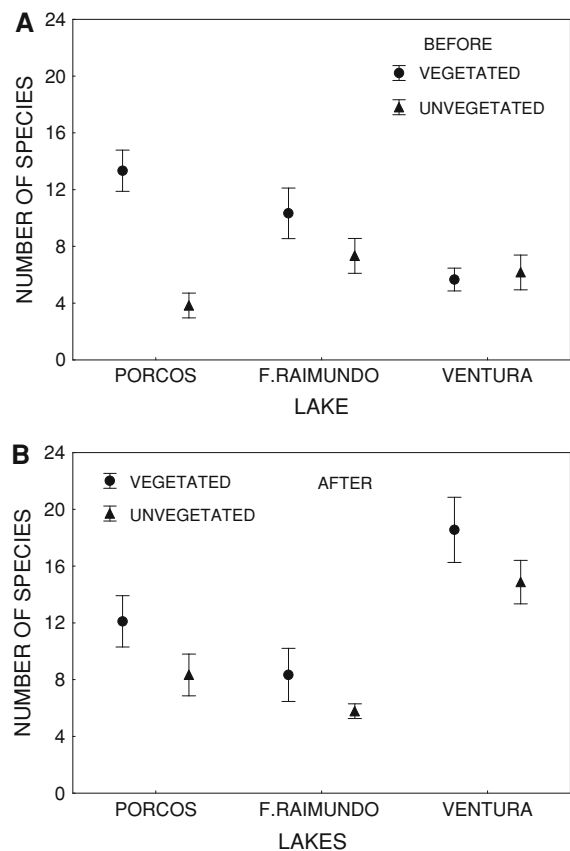 A
NUMBER OF SPECIES
24
20
16
12
8
4
0
BEFORE
VEGETATED
UNVEGETATED
PORCOS F.RAIMUNDO VENTURA
LAKE
B
NUMBER OF SPECIES
24
20
16
12
8
4
0
VEGETATED AFTER
UNVEGETATED
PORCOS F.RAIMUNDO VENTURA
LAKES